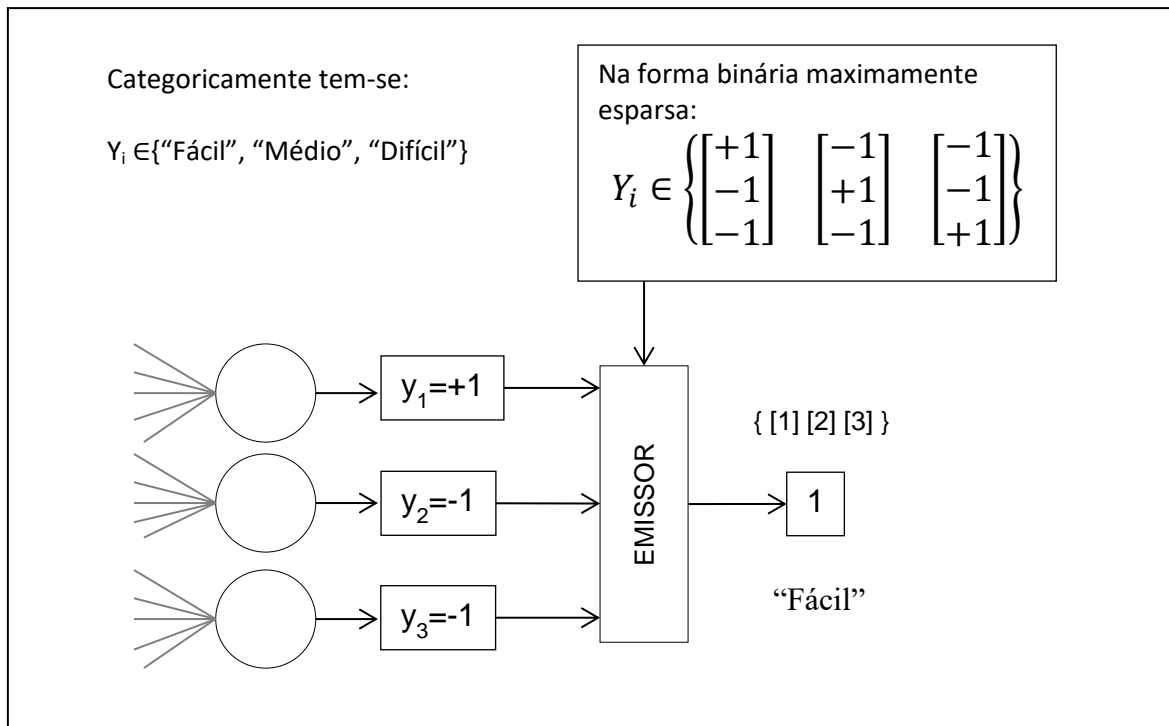 Categoricamente tem-se:
Yᵢ ∈{“Fácil”, “Médio”, “Difícil”}
Na forma binária maximamente
esparsa:
𝑌ᵢ ∈ {[+1 −1 −1] [−1 +1 −1] [−1 −1 +1]}
y₁=+1
y₂=-1
y₃=-1
EMISSOR
{ [1] [2] [3] }
1
“Fácil”